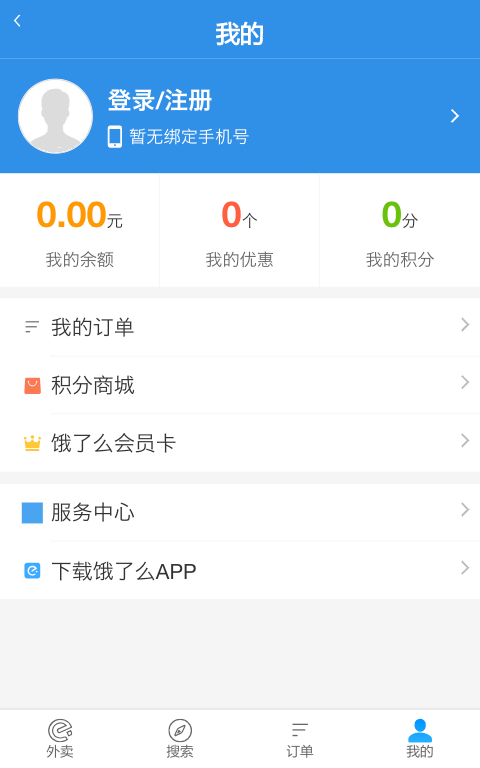 我的
登录/注册
暂无绑定手机号
0.00元
0个
0分
我的余额
我的优惠
我的积分
我的订单
积分商城
饿了么会员卡
服务中心
下载饿了么APP
外卖
搜索
订单
我的